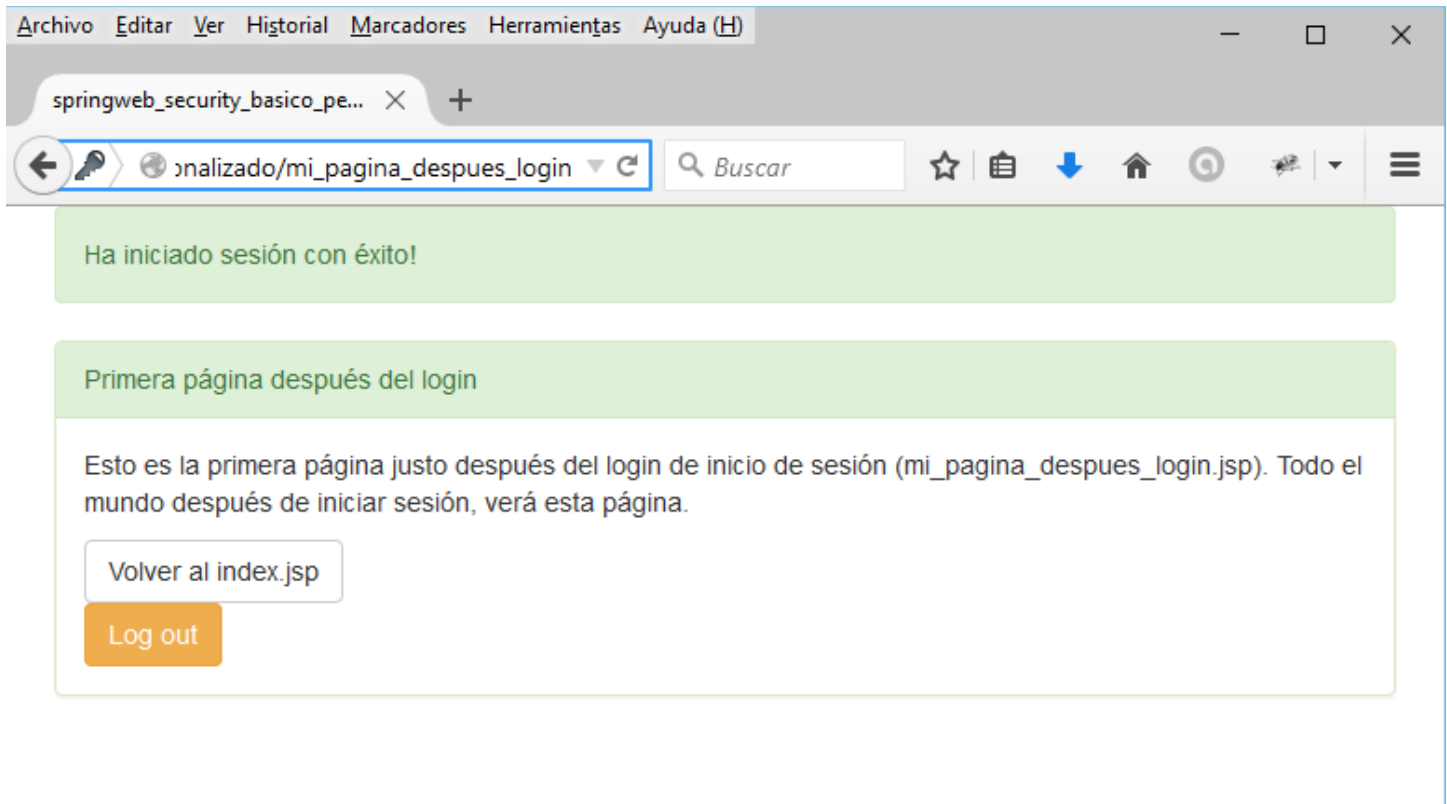 Archivo Editar Ver Historial Marcadores Herramientas Ayuda (H)
springweb_security_basico_pe...
onalizado/mi_pagina_despues_login
Buscar
Ha iniciado sesión con éxito!
Primera página después del login
Esto es la primera página justo después del login de inicio de sesión (mi_pagina_despues_login.jsp). Todo el
mundo después de iniciar sesión, verá esta página.
Volver al index.jsp
Log out